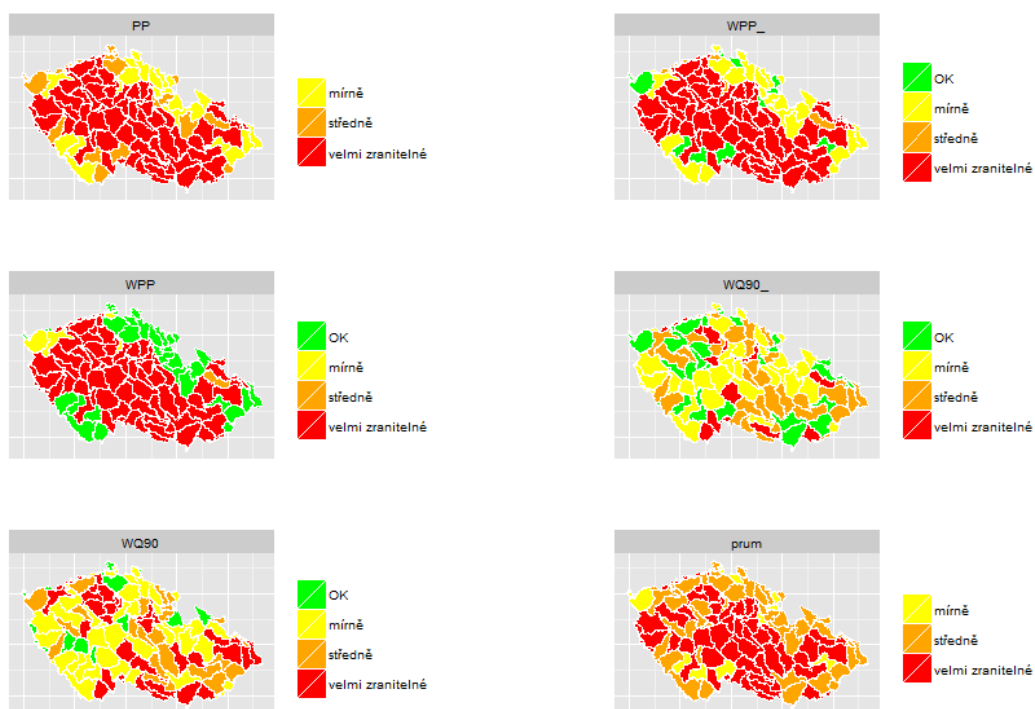 PP
mírně
středně
velmi zranitelné
WPP_
OK
mírně
středně
velmi zranitelné
WPP
OK
mírně
středně
velmi zranitelné
WQ90_
OK
mírně
středně
velmi zranitelné
WQ90
OK
mírně
středně
velmi zranitelné
prum
mírně
středně
velmi zranitelné